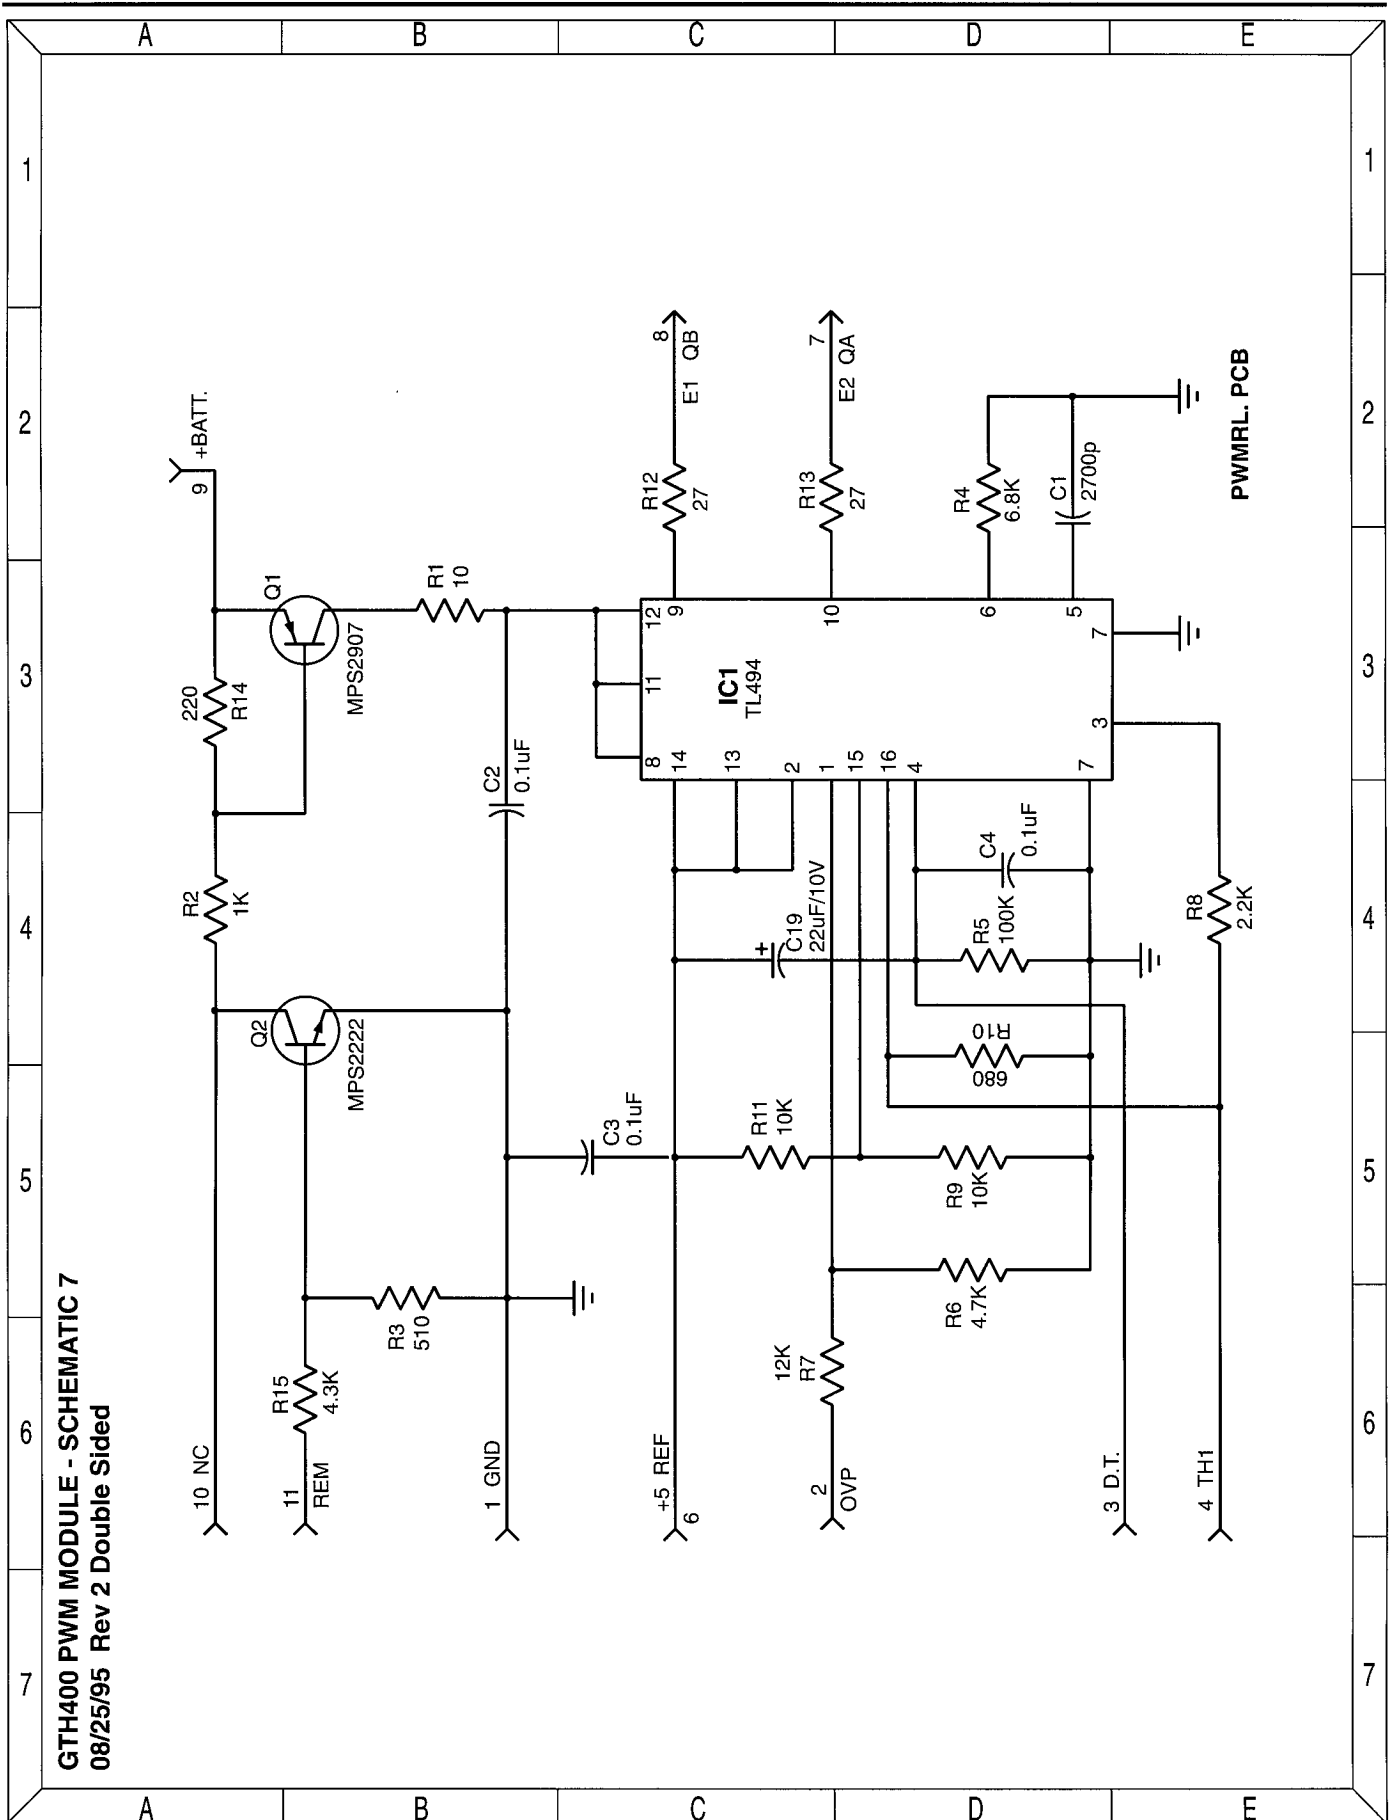 A
B
C
D
E
1
2
3
4
5
6
7
1
2
3
4
5
6
7
A
B
C
D
E
GTH400 PWM MODULE - SCHEMATIC 7
08/25/95 Rev 2 Double Sided
10 NC
R2
1K
220
R14
9
+BATT.
11
REM
R15
4.3K
R3
510
Q2
MPS2222
Q1
MPS2907
R1
10
1 GND
C2
0.1uF
C3
0.1uF
+5 REF
6
R11
10K
C19
22uF/10V
+
2
OVP
12K
R7
R6
4.7K
R9
10K
680
R10
R5
100K
C4
0.1uF
3 D.T.
4 TH1
R8
2.2K
IC1
TL494
8
11
12
14
13
2
1
15
16
4
7
3
7
9
10
6
5
R12
27
E1 QB
8
R13
27
E2 QA
7
R4
6.8K
C1
2700p
PWMRL. PCB